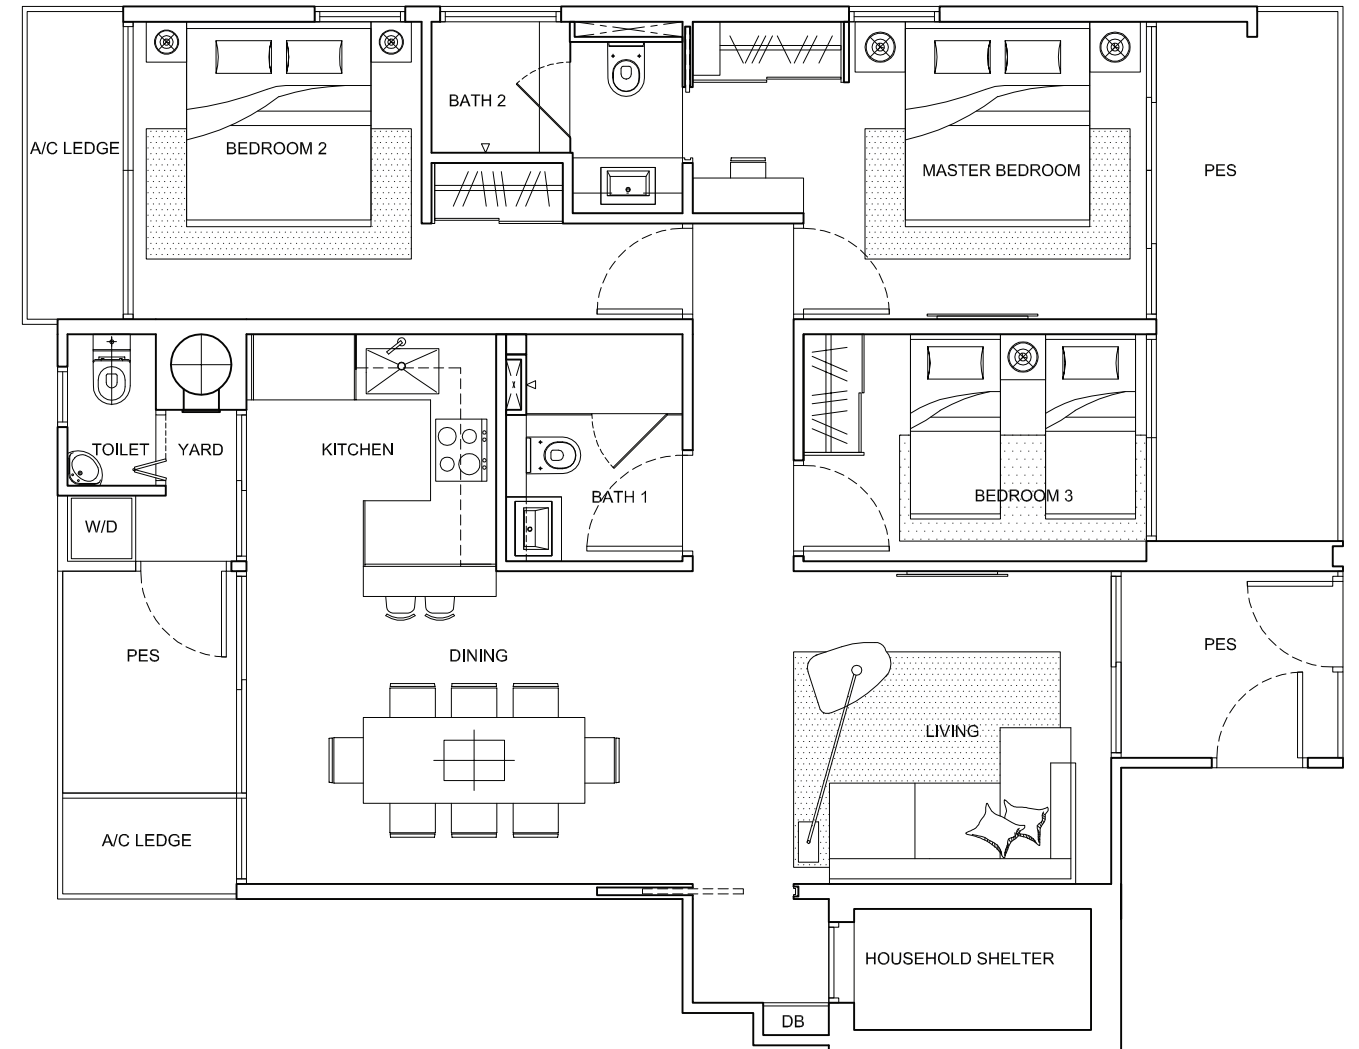 BATH 2
A/C LEDGE
BEDROOM 2
MASTER BEDROOM
PES
TOILET
YARD
KITCHEN
BATH 1
BEDROOM 3
W/D
PES
DINING
PES
LIVING
A/C LEDGE
HOUSEHOLD SHELTER
DB